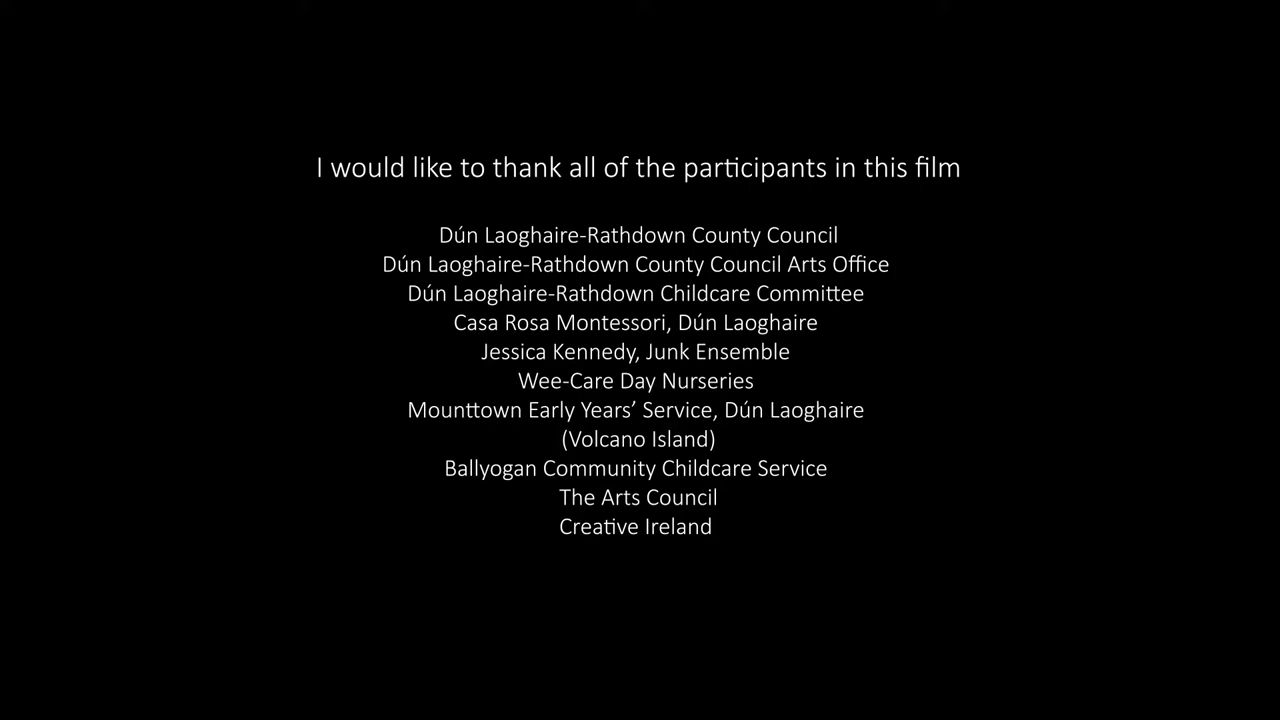 I would like to thank all of the participants in this film
Dún Laoghaire-Rathdown County Council
Dún Laoghaire-Rathdown County Council Arts Office
Dún Laoghaire-Rathdown Childcare Committee
Casa Rosa Montessori, Dún Laoghaire
Jessica Kennedy, Junk Ensemble
Wee-Care Day Nurseries
Mounttown Early Years’ Service, Dún Laoghaire
(Volcano Island)
Ballyogan Community Childcare Service
The Arts Council
Creative Ireland